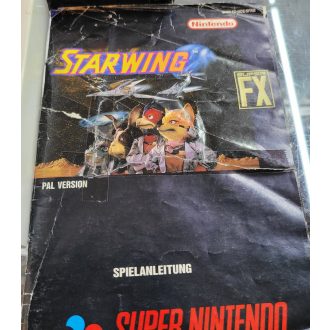 Nintendo
STARWING
SUPER
FX
PAL VERSION
SPIELANLEITUNG
SUPER NINTENDO